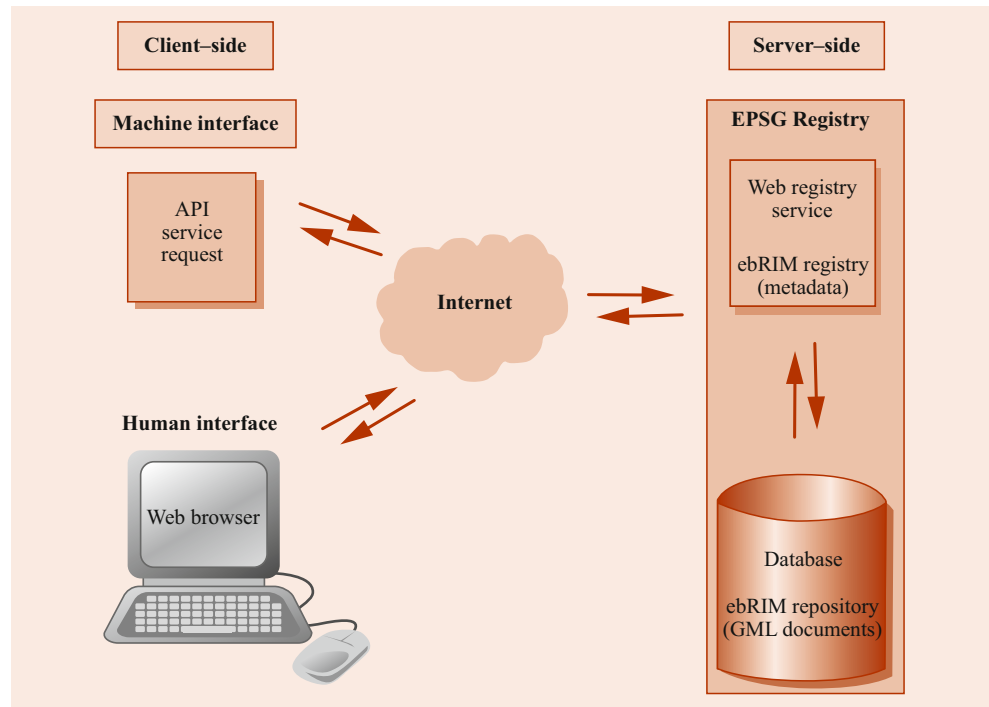 Client–side
Server–side
Machine interface
EPSG Registry
API
service
request
Web registry
service
ebRIM registry
(metadata)
Internet
Human interface
Web browser
Database
ebRIM repository
(GML documents)